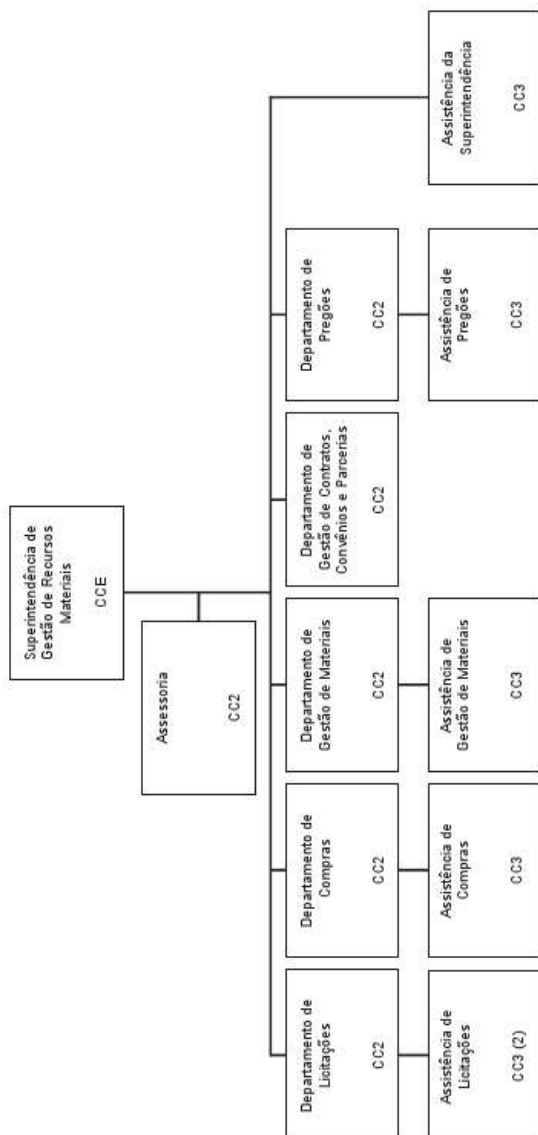 Superintendência de
Gestão de Recursos
Materiais
CCE
Assessoria
CC2
Departamento de
Licitações
CC2
Departamento de
Compras
CC2
Departamento de
Gestão de Materiais
CC2
Departamento de
Gestão de Contratos,
Convênios e Parcerias
CC2
Departamento de
Pregões
CC2
Assistência de
Licitações
CC3 (2)
Assistência de
Compras
CC3
Assistência de
Gestão de Materiais
CC3
Assistência de
Pregões
CC3
Assistência da
Superintendência
CC3